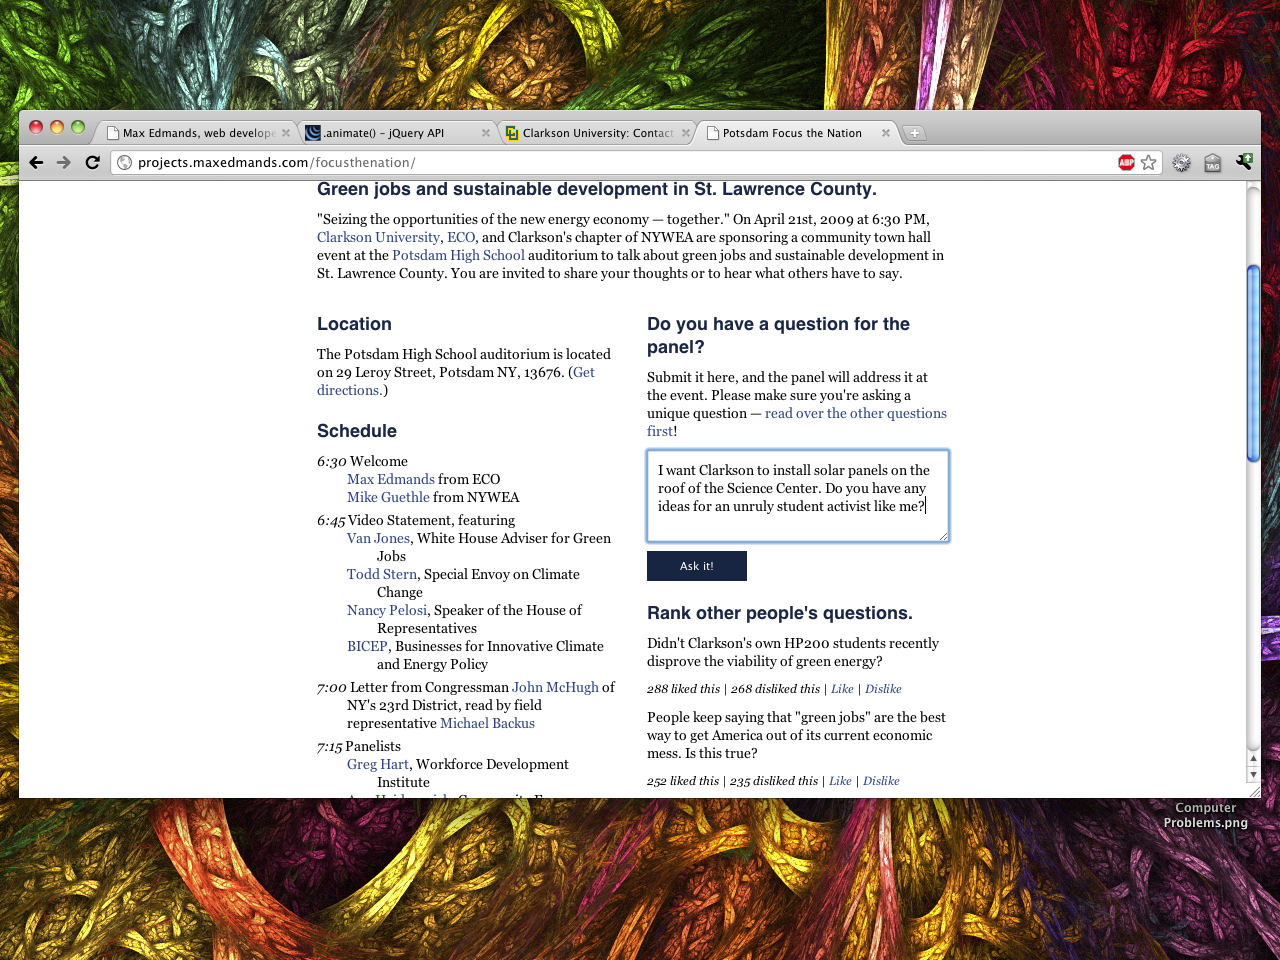 Max Edmands, web develope
.animate() – jQuery API
Clarkson University: Contact
Potsdam Focus the Nation
projects.maxedmands.com/focusthenation/
ABP
TAG
Green jobs and sustainable development in St. Lawrence County.
"Seizing the opportunities of the new energy economy — together." On April 21st, 2009 at 6:30 PM,
Clarkson University, ECO, and Clarkson's chapter of NYWEA are sponsoring a community town hall
event at the Potsdam High School auditorium to talk about green jobs and sustainable development in
St. Lawrence County. You are invited to share your thoughts or to hear what others have to say.
Location
The Potsdam High School auditorium is located
on 29 Leroy Street, Potsdam NY, 13676. (Get
directions.)
Schedule
6:30 Welcome
Max Edmands from ECO
Mike Guethle from NYWEA
6:45 Video Statement, featuring
Van Jones, White House Adviser for Green
Jobs
Todd Stern, Special Envoy on Climate
Change
Nancy Pelosi, Speaker of the House of
Representatives
BICEP, Businesses for Innovative Climate
and Energy Policy
7:00 Letter from Congressman John McHugh of
NY's 23rd District, read by field
representative Michael Backus
7:15 Panelists
Greg Hart, Workforce Development
Institute
Do you have a question for the
panel?
Submit it here, and the panel will address it at
the event. Please make sure you're asking a
unique question — read over the other questions
first!
I want Clarkson to install solar panels on the
roof of the Science Center. Do you have any
ideas for an unruly student activist like me?
Ask it!
Rank other people's questions.
Didn't Clarkson's own HP200 students recently
disprove the viability of green energy?
288 liked this | 268 disliked this | Like | Dislike
People keep saying that "green jobs" are the best
way to get America out of its current economic
mess. Is this true?
252 liked this | 235 disliked this | Like | Dislike
Computer
Problems.png